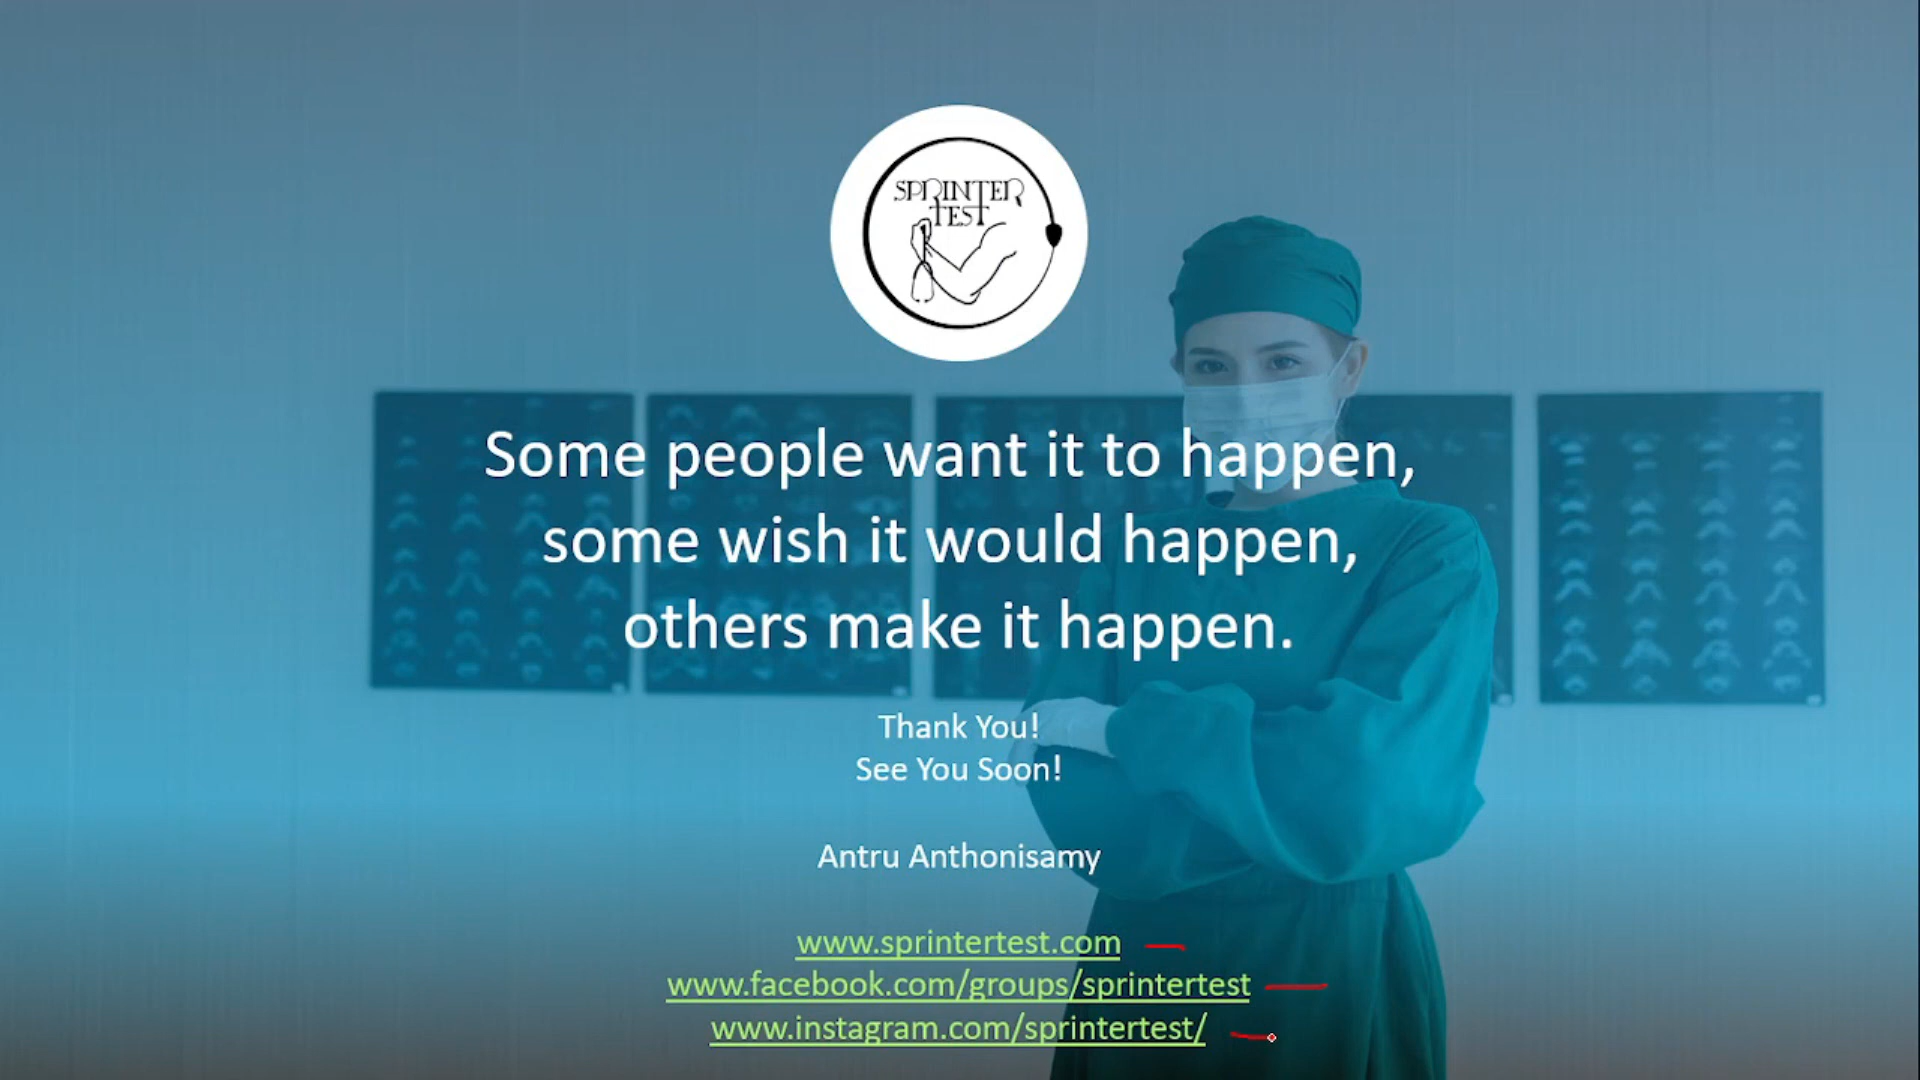 SPRINTER
TEST
Some people want it to happen,
some wish it would happen,
others make it happen.
Thank You!
See You Soon!
Antru Anthonisamy
www.sprintertest.com
www.facebook.com/groups/sprintertest
www.instagram.com/sprintertest/